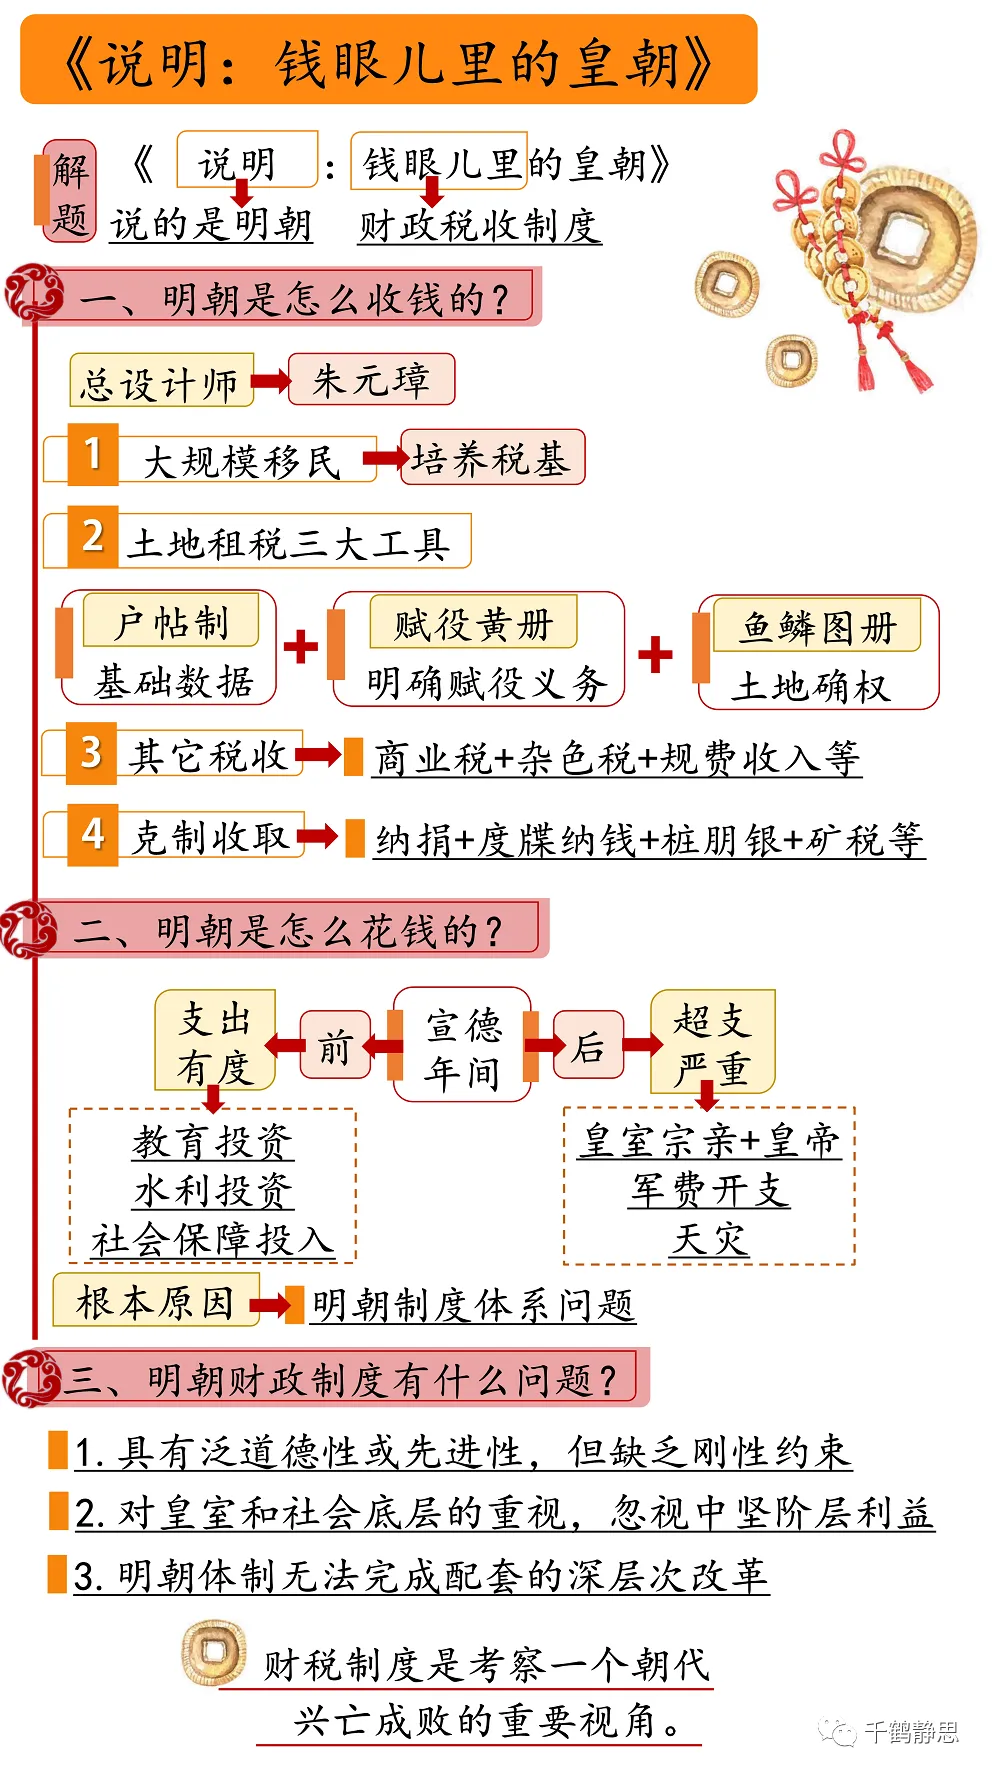 《说明：钱眼儿里的皇朝》
解题
《说明：钱眼儿里的皇朝》
说的是明朝 财政税收制度
一、明朝是怎么收钱的？
总设计师 朱元璋
1 大规模移民 培养税基
2 土地租税三大工具
户帖制 + 赋役黄册 + 鱼鳞图册
基础数据 明确赋役义务 土地确权
3 其它税收 商业税+杂色税+规费收入等
4 克制收取 纳捐+度牒纳钱+桩朋银+矿税等
二、明朝是怎么花钱的？
支出有度 前 宣德年间 后 超支严重
教育投资
水利投资
社会保障投入
皇室宗亲+皇帝
军费开支
天灾
根本原因 明朝制度体系问题
三、明朝财政制度有什么问题？
1.具有泛道德性或先进性，但缺乏刚性约束
2.对皇室和社会底层的重视，忽视中坚阶层利益
3.明朝体制无法完成配套的深层次改革
财税制度是考察一个朝代
兴亡成败的重要视角。
千鹤静思